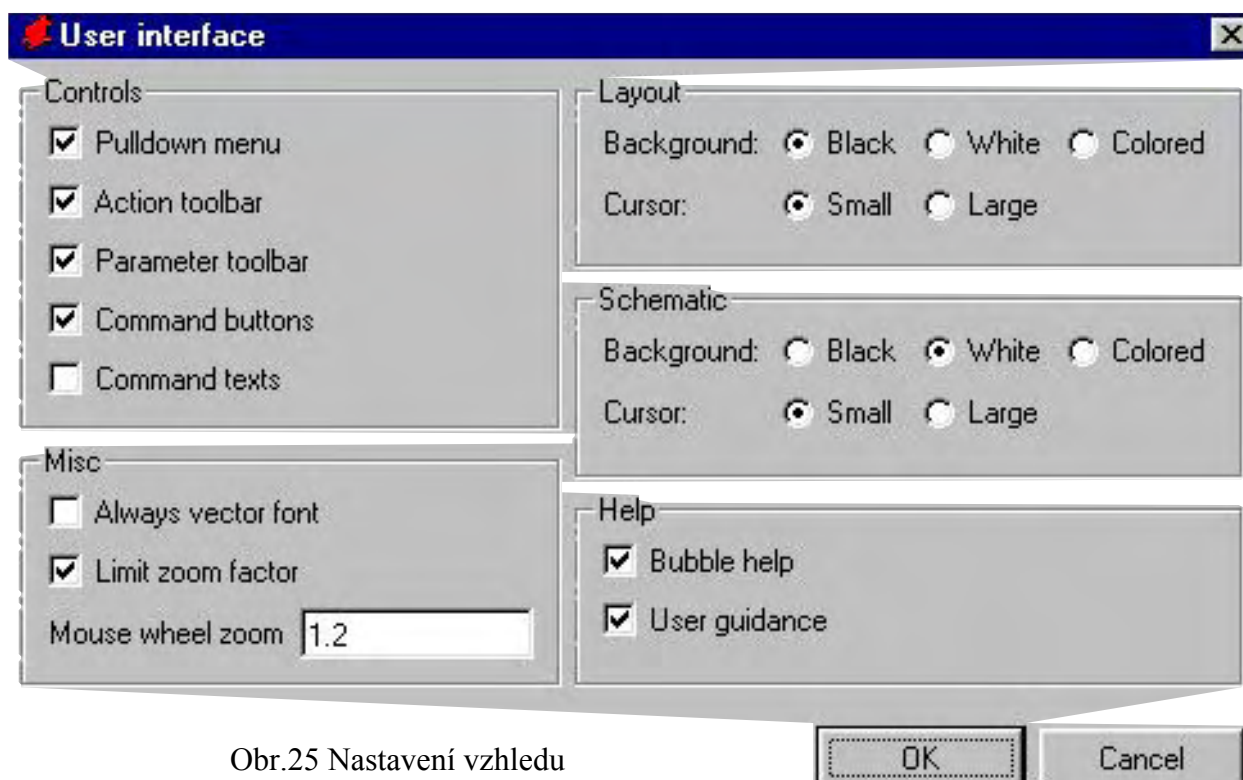 User interface
Controls
Pulldown menu
Action toolbar
Parameter toolbar
Command buttons
Command texts
Misc
Always vector font
Limit zoom factor
Mouse wheel zoom 1.2
Layout
Background: Black White Colored
Cursor: Small Large
Schematic
Background: Black White Colored
Cursor: Small Large
Help
Bubble help
User guidance
OK Cancel
Obr.25 Nastavení vzhledu